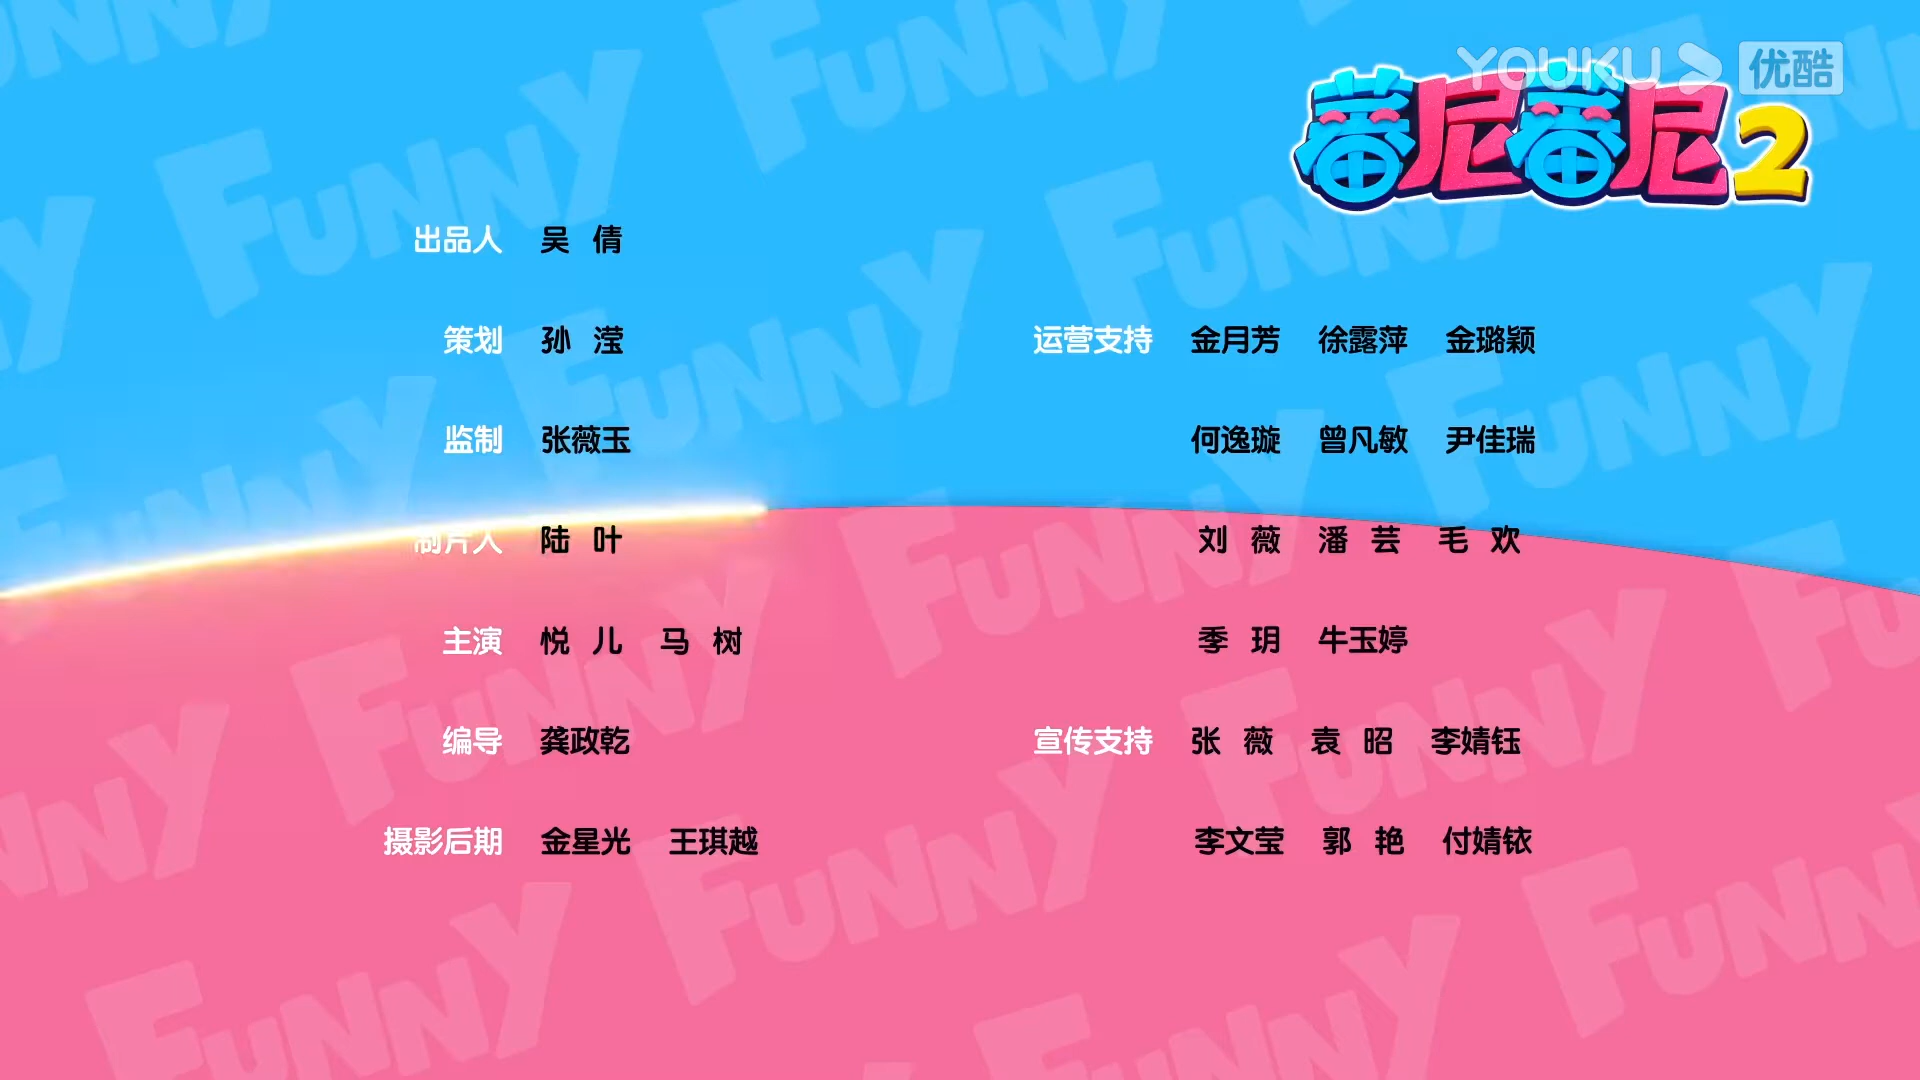 YOUKU 优酷
蕃尼蕃尼2
出品人 吴 倩
策划 孙 滢
监制 张薇玉
制片人 陆 叶
主演 悦 儿 马 树
编导 龚政乾
摄影后期 金星光 王琪越
运营支持 金月芳 徐露萍 金璐颖
何逸璇 曾凡敏 尹佳瑞
刘 薇 潘 芸 毛 欢
季 玥 牛玉婷
宣传支持 张 薇 袁 昭 李婧钰
李文莹 郭 艳 付婧铱
FUNNY